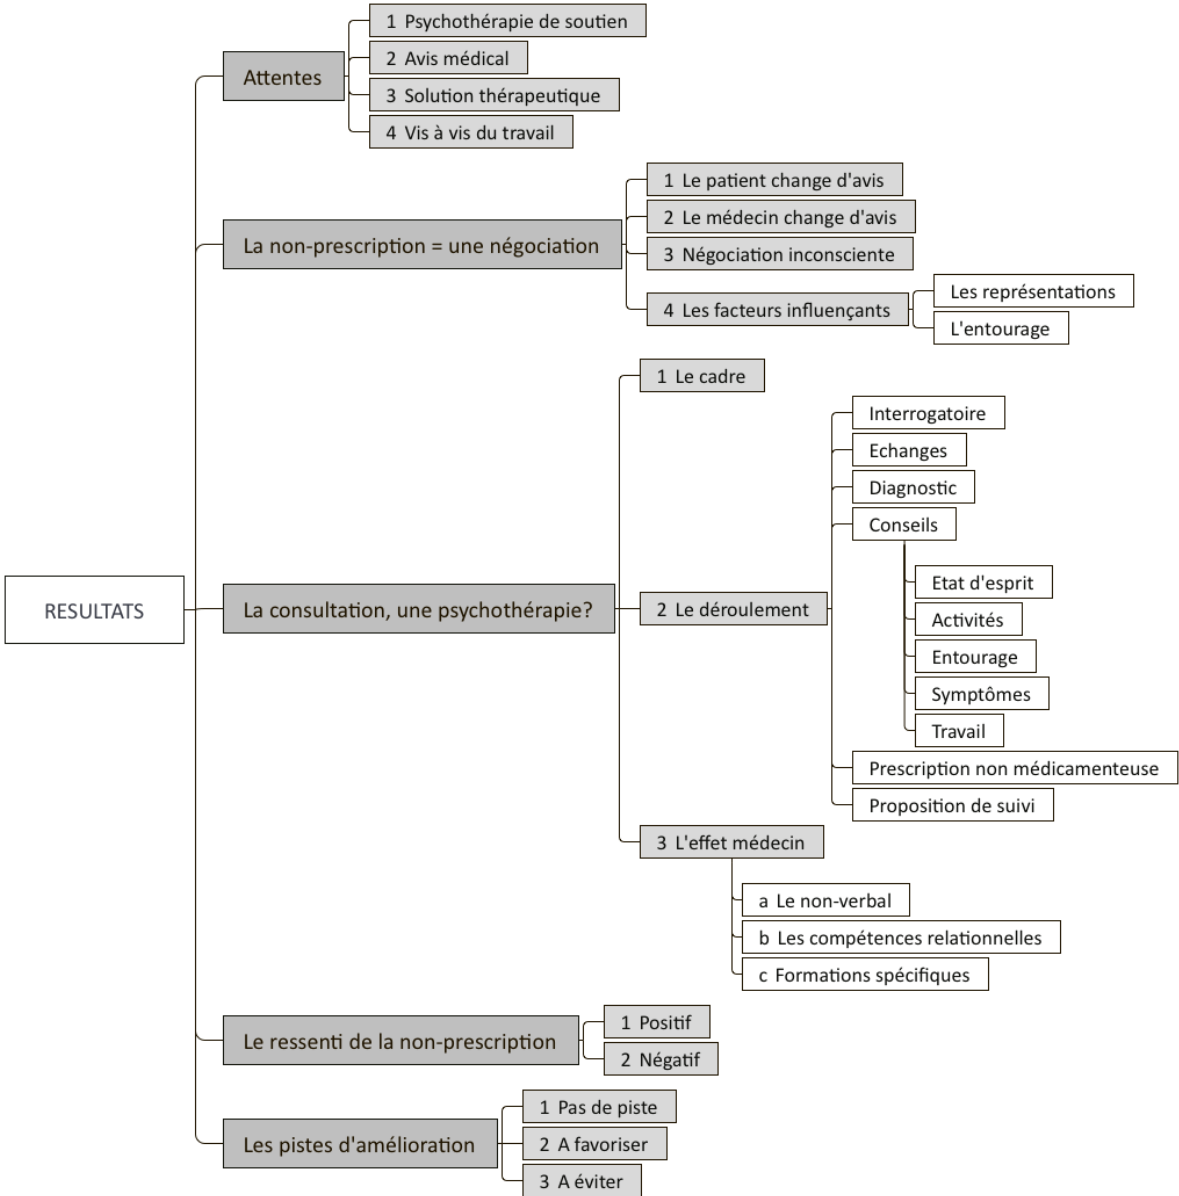 RESULTATS
Attentes
1 Psychothérapie de soutien
2 Avis médical
3 Solution thérapeutique
4 Vis à vis du travail
La non-prescription = une négociation
1 Le patient change d'avis
2 Le médecin change d'avis
3 Négociation inconsciente
4 Les facteurs influençants
Les représentations
L'entourage
La consultation, une psychothérapie?
1 Le cadre
2 Le déroulement
Interrogatoire
Echanges
Diagnostic
Conseils
Etat d'esprit
Activités
Entourage
Symptômes
Travail
Prescription non médicamenteuse
Proposition de suivi
3 L'effet médecin
a Le non-verbal
b Les compétences relationnelles
c Formations spécifiques
Le ressenti de la non-prescription
1 Positif
2 Négatif
Les pistes d'amélioration
1 Pas de piste
2 A favoriser
3 A éviter